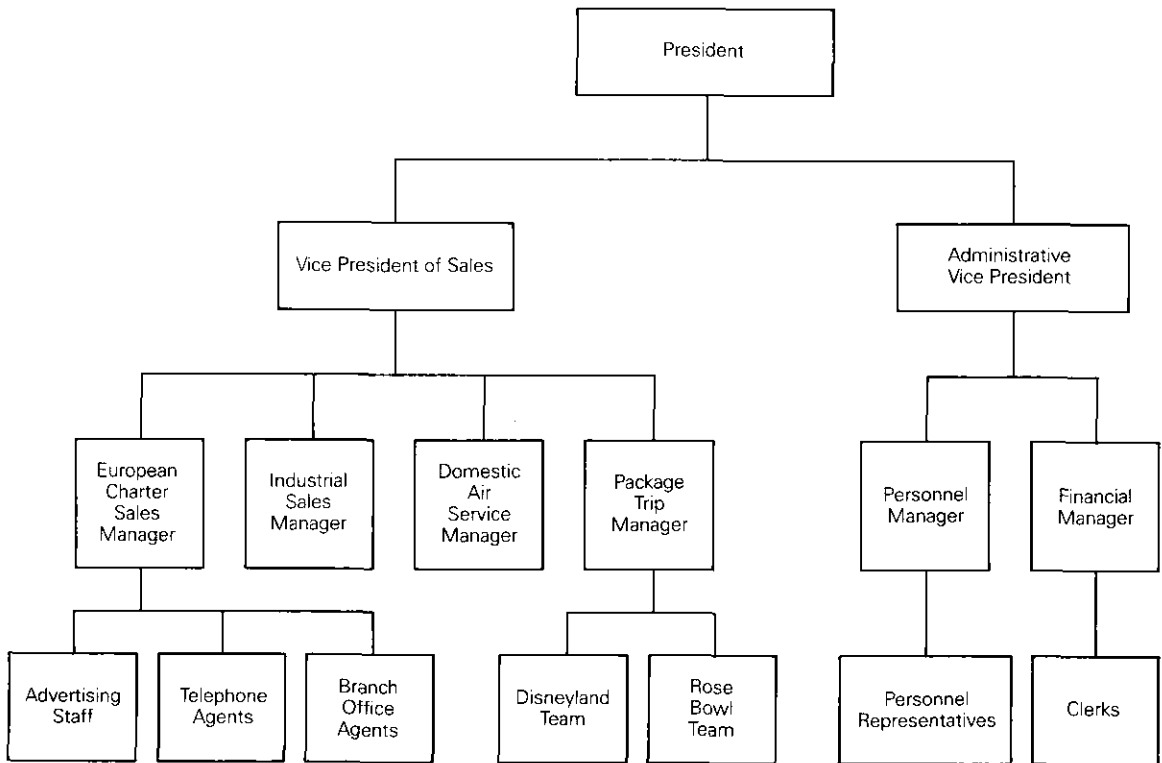 President
Vice President of Sales
Administrative
Vice President
European
Charter
Sales
Manager
Industrial
Sales
Manager
Domestic
Air
Service
Manager
Package
Trip
Manager
Personnel
Manager
Financial
Manager
Advertising
Staff
Telephone
Agents
Branch
Office
Agents
Disneyland
Team
Rose
Bowl
Team
Personnel
Representatives
Clerks